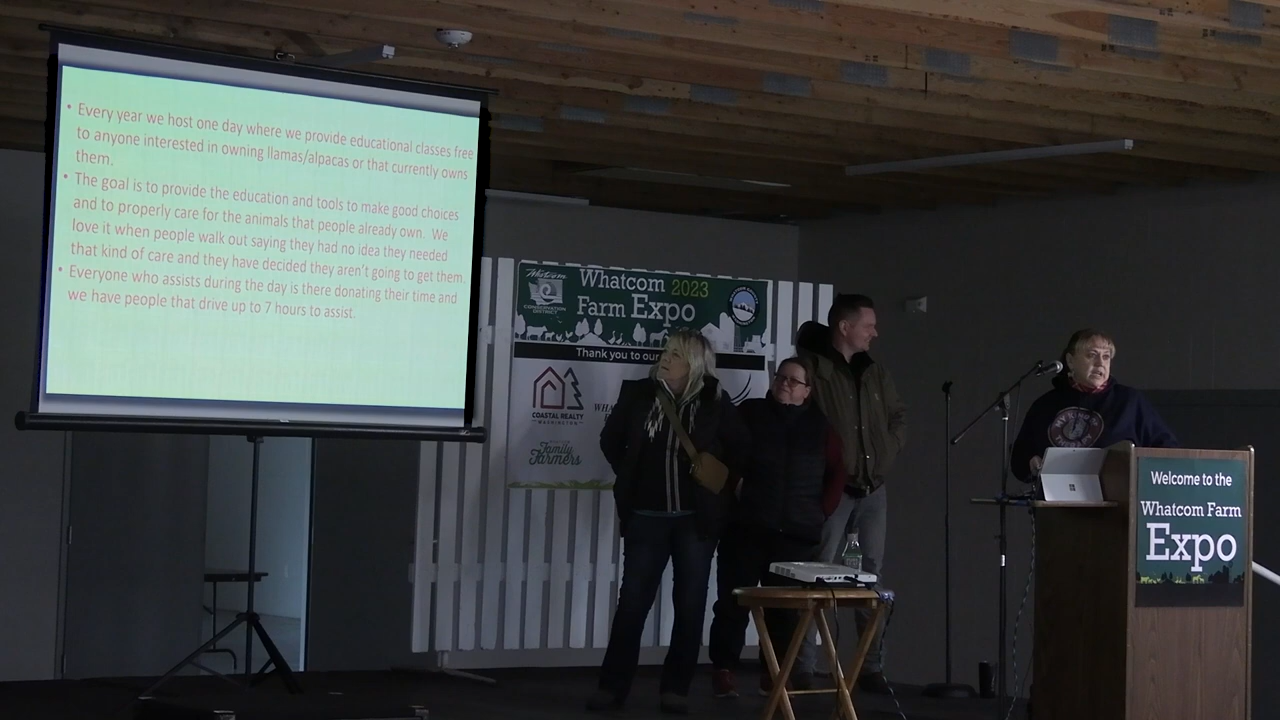 • Every year we host one day where we provide educational classes free
to anyone interested in owning llamas/alpacas or that currently owns
them.
• The goal is to provide the education and tools to make good choices
and to properly care for the animals that people already own. We
love it when people walk out saying they had no idea they needed
that kind of care and they have decided they aren't going to get them.
• Everyone who assists during the day is there donating their time and
we have people that drive up to 7 hours to assist.
Whatcom
CONSERVATION
DISTRICT
Whatcom 2023
Farm Expo
Thank you to our
COASTAL REALTY
WASHINGTON
Family
Farmers
Welcome to the
Whatcom Farm
Expo